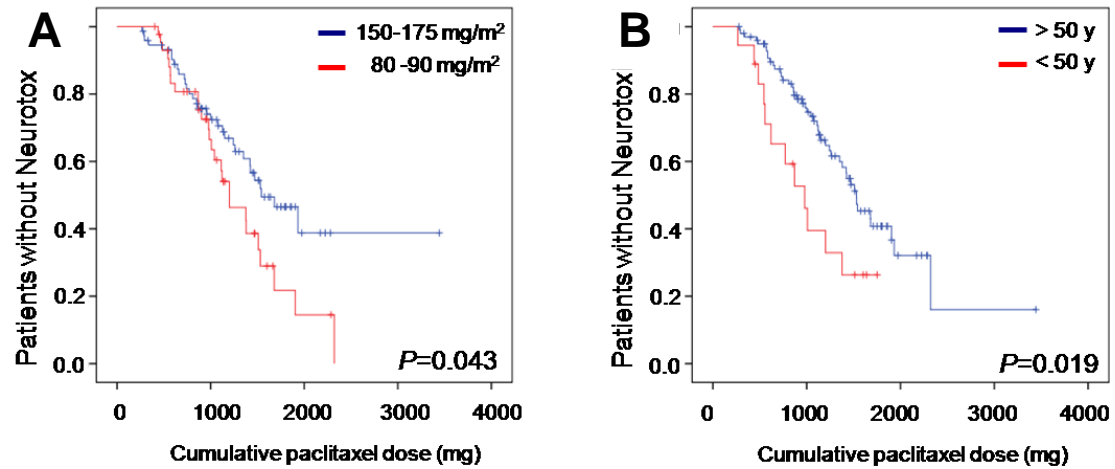 A
150-175 mg/m²
80 -90 mg/m²
Patients without Neurotox
0.8
0.6
0.4
0.2
0.0
P=0.043
0
1000
2000
3000
4000
Cumulative paclitaxel dose (mg)
B
> 50 y
< 50 y
Patients without Neurotox
0.8
0.6
0.4
0.2
0.0
P=0.019
0
1000
2000
3000
4000
Cumulative paclitaxel dose (mg)